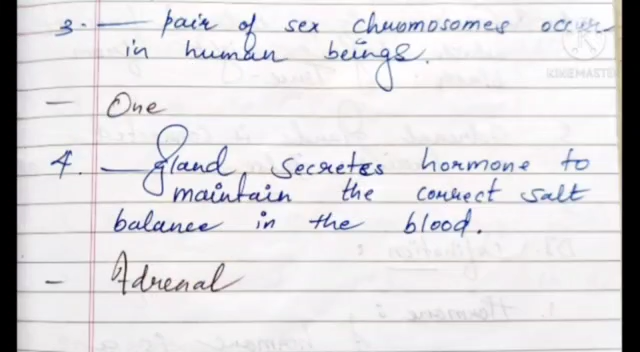 3. — pair of sex chromosomes occur
in human beings.
— One
4. — gland secretes hormone to
maintain the correct salt
balance in the blood.
— Adrenal
KINEMASTER